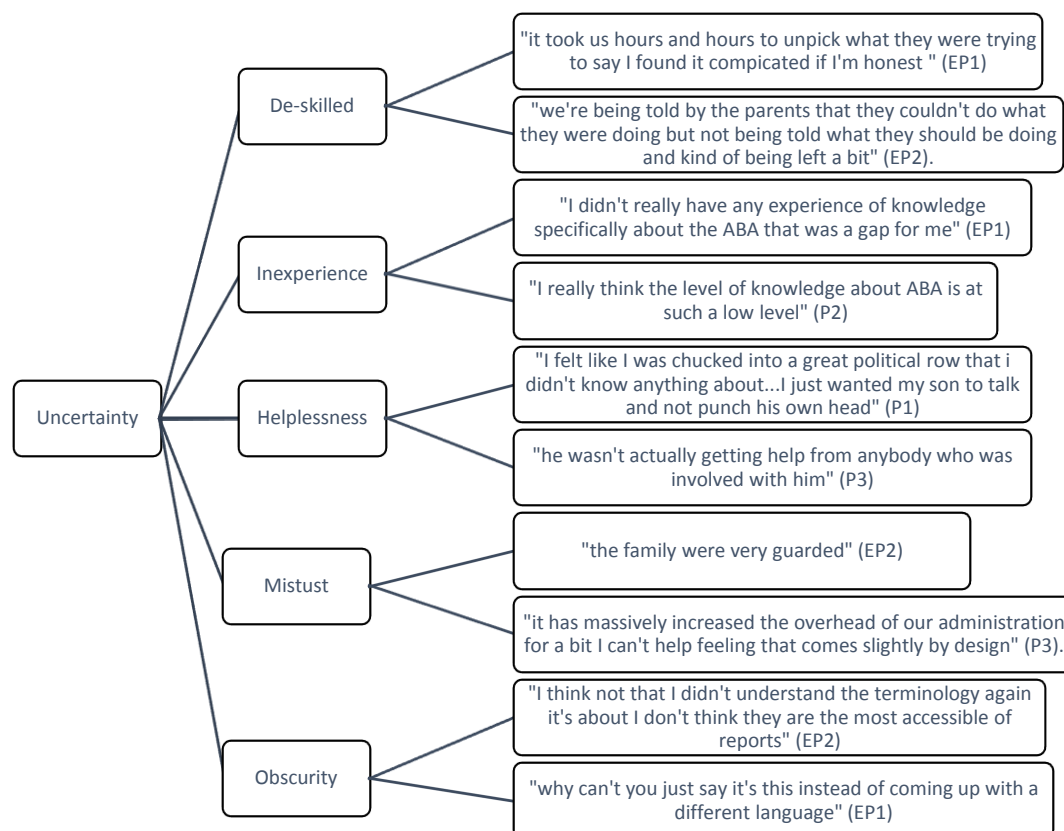 "it took us hours and hours to unpick what they were trying
to say I found it compicated if I'm honest " (EP1)
De-skilled
"we're being told by the parents that they couldn't do what
they were doing but not being told what they should be doing
and kind of being left a bit" (EP2).
"I didn't really have any experience of knowledge
specifically about the ABA that was a gap for me" (EP1)
Inexperience
"I really think the level of knowledge about ABA is at
such a low level" (P2)
"I felt like I was chucked into a great political row that i
didn't know anything about...I just wanted my son to talk
and not punch his own head" (P1)
Uncertainty
Helplessness
"he wasn't actually getting help from anybody who was
involved with him" (P3)
"the family were very guarded" (EP2)
Mistust
"it has massively increased the overhead of our administration
for a bit I can't help feeling that comes slightly by design" (P3).
"I think not that I didn't understand the terminology again
it's about I don't think they are the most accessible of
reports" (EP2)
Obscurity
"why can't you just say it's this instead of coming up with a
different language" (EP1)